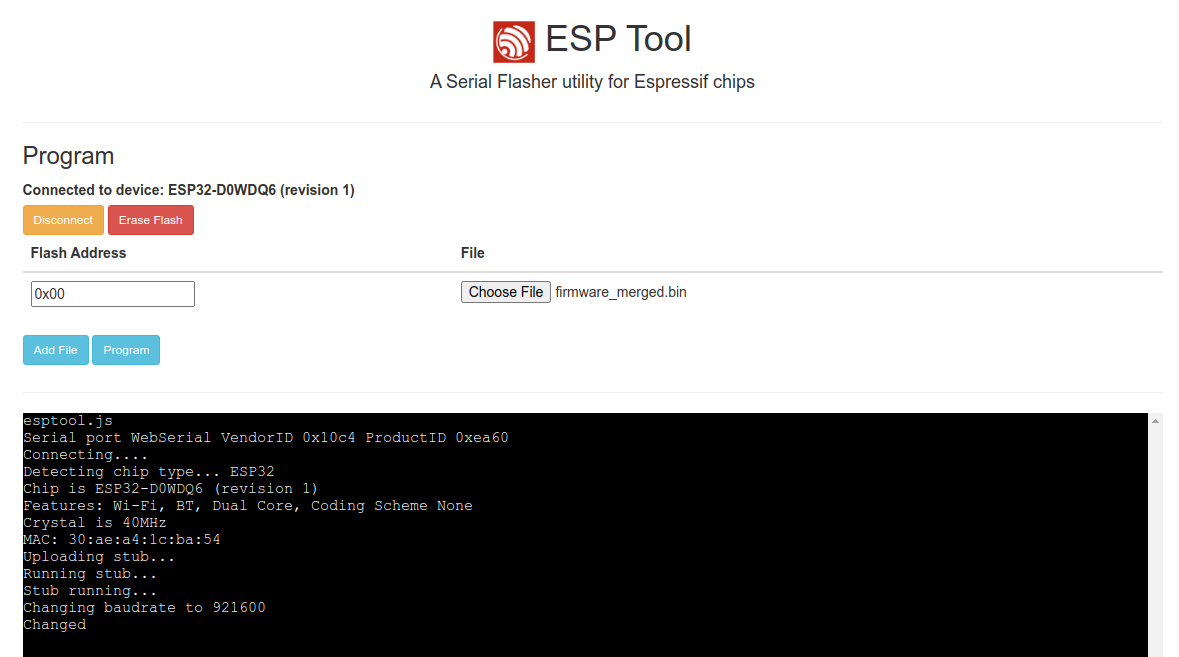 ESP Tool
A Serial Flasher utility for Espressif chips
Program
Connected to device: ESP32-D0WDQ6 (revision 1)
Disconnect Erase Flash
Flash Address File
0x00 Choose File firmware_merged.bin
Add File Program
esptool.js
Serial port WebSerial VendorID 0x10c4 ProductID 0xea60
Connecting....
Detecting chip type... ESP32
Chip is ESP32-D0WDQ6 (revision 1)
Features: Wi-Fi, BT, Dual Core, Coding Scheme None
Crystal is 40MHz
MAC: 30:ae:a4:1c:ba:54
Uploading stub...
Running stub...
Stub running...
Changing baudrate to 921600
Changed